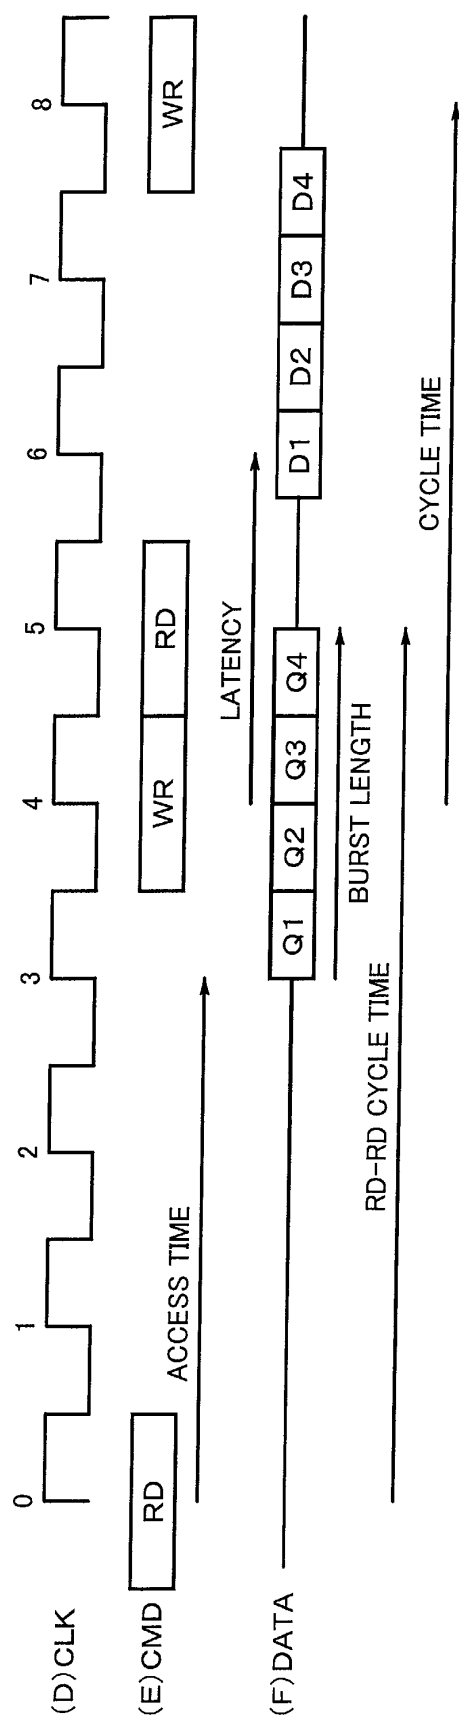 0 1 2 3 4 5 6 7 8
(D)CLK
(E)CMD RD WR RD WR
ACCESS TIME
LATENCY
(F)DATA Q1 Q2 Q3 Q4 D1 D2 D3 D4
BURST LENGTH
RD-RD CYCLE TIME
CYCLE TIME